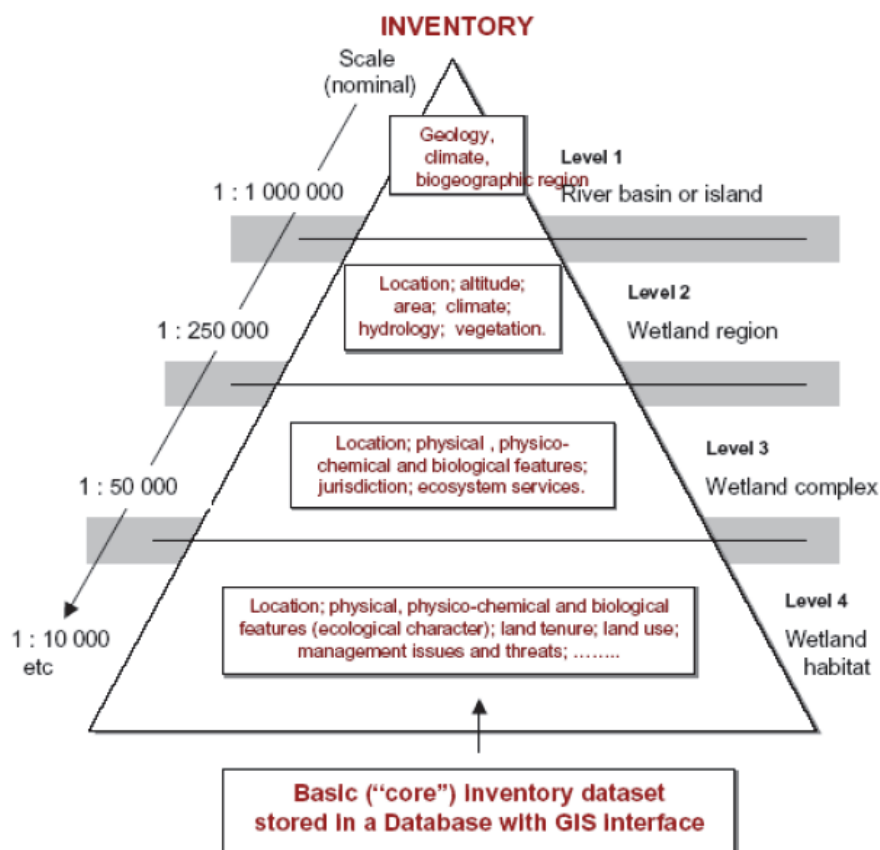 INVENTORY
Scale
(nominal)
Geology,
climate,
biogeographic region
Level 1
River basin or island
1 : 1 000 000
Location; altitude;
area; climate;
hydrology; vegetation.
Level 2
Wetland region
1 : 250 000
Location; physical , physico-
chemical and biological features;
jurisdiction; ecosystem services.
Level 3
Wetland complex
1 : 50 000
Location; physical, physico-chemical and biological
features (ecological character); land tenure; land use;
management issues and threats; ........
Level 4
Wetland
habitat
1 : 10 000
etc
Basic (“core”) Inventory dataset
stored in a Database with GIS Interface